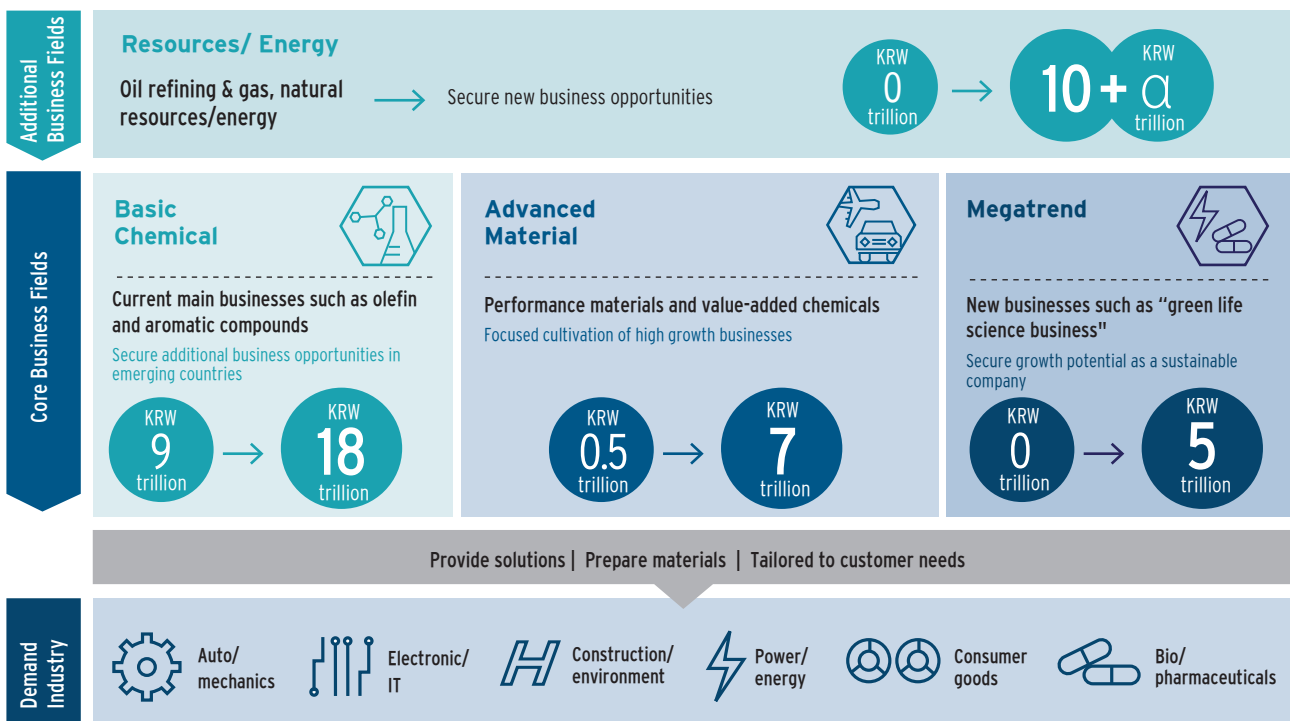 Additional
Business Fields
Resources/ Energy
Oil refining & gas, natural
resources/energy
Secure new business opportunities
KRW
0
trillion
10 +
KRW
α
trillion
Core Business Fields
Basic
Chemical
Current main businesses such as olefin
and aromatic compounds
Secure additional business opportunities in
emerging countries
KRW
9
trillion
KRW
18
trillion
Advanced
Material
Performance materials and value-added chemicals
Focused cultivation of high growth businesses
KRW
0.5
trillion
KRW
7
trillion
Megatrend
New businesses such as “green life
science business"
Secure growth potential as a sustainable
company
KRW
0
trillion
KRW
5
trillion
Provide solutions | Prepare materials | Tailored to customer needs
Demand
Industry
Auto/
mechanics
Electronic/
IT
Construction/
environment
Power/
energy
Consumer
goods
Bio/
pharmaceuticals